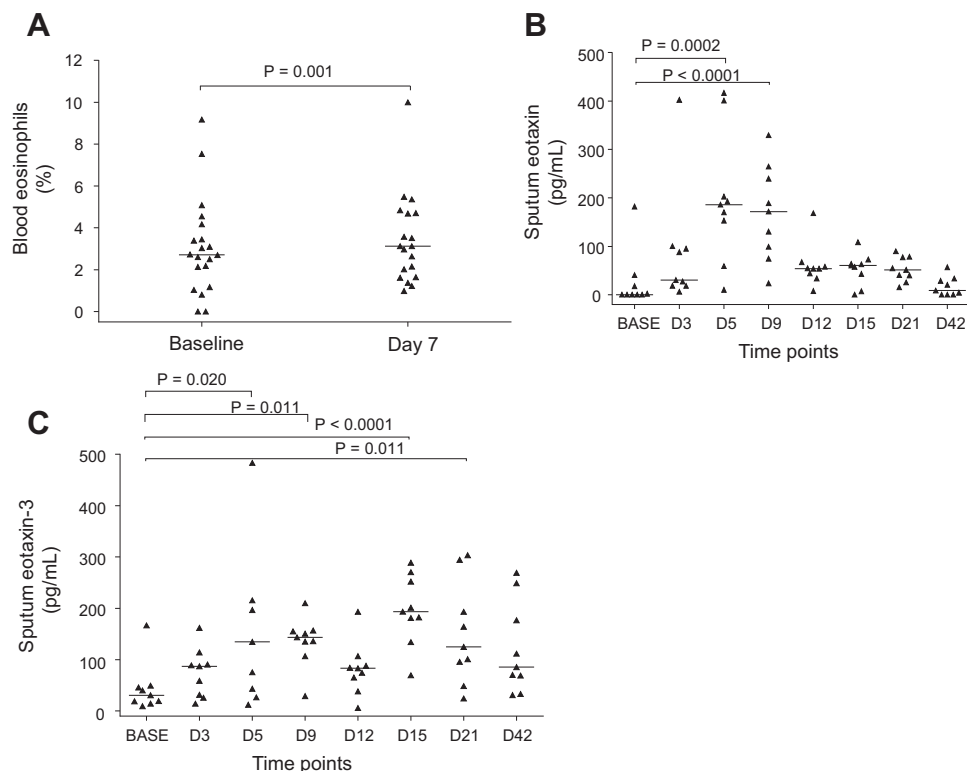 A
P = 0.001
12
10
8
6
4
2
0
Blood eosinophils
(%)
Baseline
Day 7
B
P = 0.0002
P < 0.0001
500
400
300
200
100
0
Sputum eotaxin
(pg/mL)
BASE D3 D5 D9 D12 D15 D21 D42
Time points
C
P = 0.020
P = 0.011
P < 0.0001
P = 0.011
500
400
300
200
100
0
Sputum eotaxin-3
(pg/mL)
BASE D3 D5 D9 D12 D15 D21 D42
Time points